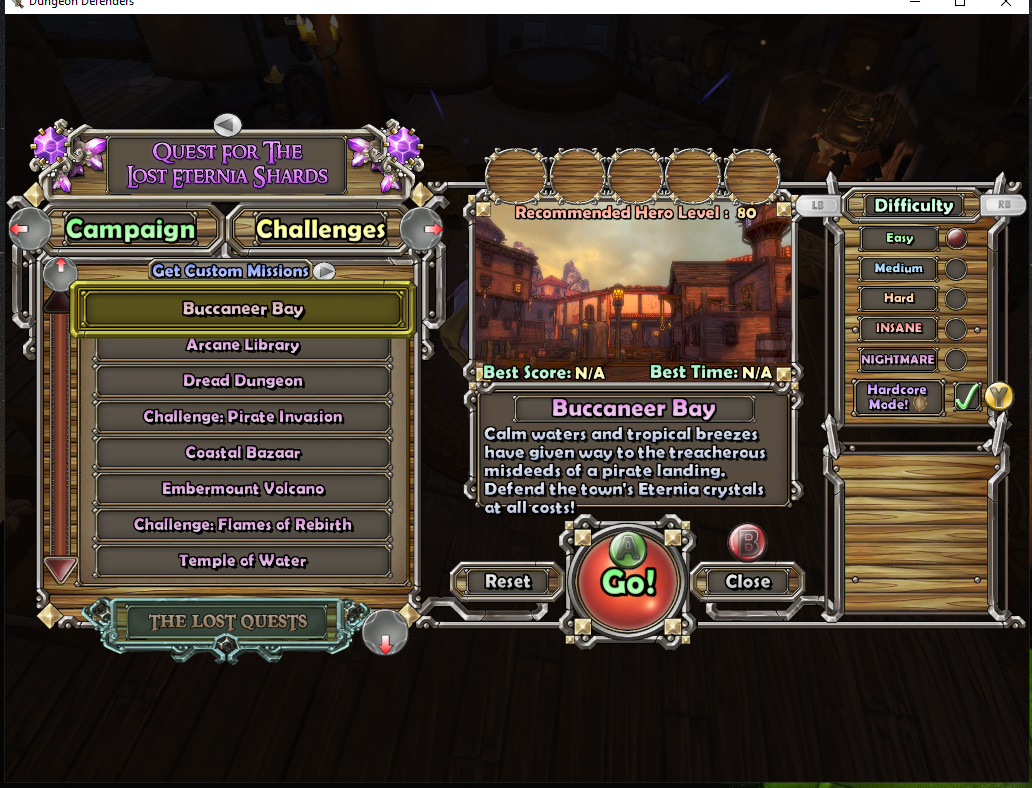 Dungeon Defenders
QUEST FOR THE
LOST ETERNIA SHARDS
Campaign
Challenges
Get Custom Missions
Buccaneer Bay
Arcane Library
Dread Dungeon
Challenge: Pirate Invasion
Coastal Bazaar
Embermount Volcano
Challenge: Flames of Rebirth
Temple of Water
THE LOST QUESTS
Recommended Hero Level : 80
Best Score: N/A
Best Time: N/A
Buccaneer Bay
Calm waters and tropical breezes
have given way to the treacherous
misdeeds of a pirate landing.
Defend the town's Eternia crystals
at all costs!
Reset
A
Go!
B
Close
LB
Difficulty
RB
Easy
Medium
Hard
INSANE
NIGHTMARE
Hardcore
Mode!
Y